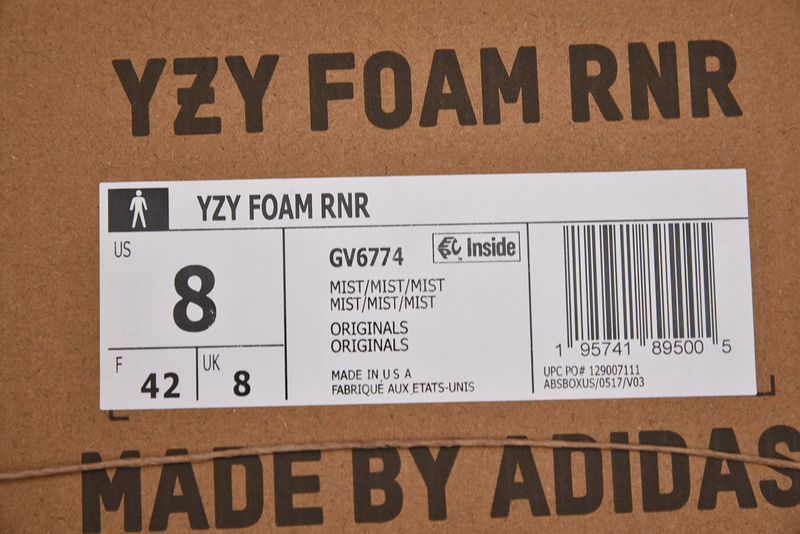 YZY FOAM RNR
YZY FOAM RNR
US
8
F
42
UK
8
GV6774
Inside
MIST/MIST/MIST
MIST/MIST/MIST
ORIGINALS
ORIGINALS
MADE IN U S A
FABRIQUÉ AUX ETATS-UNIS
1 95741 89500 5
UPC PO# 129007111
ABSBOXUS/0517/V03
MADE BY ADIDAS